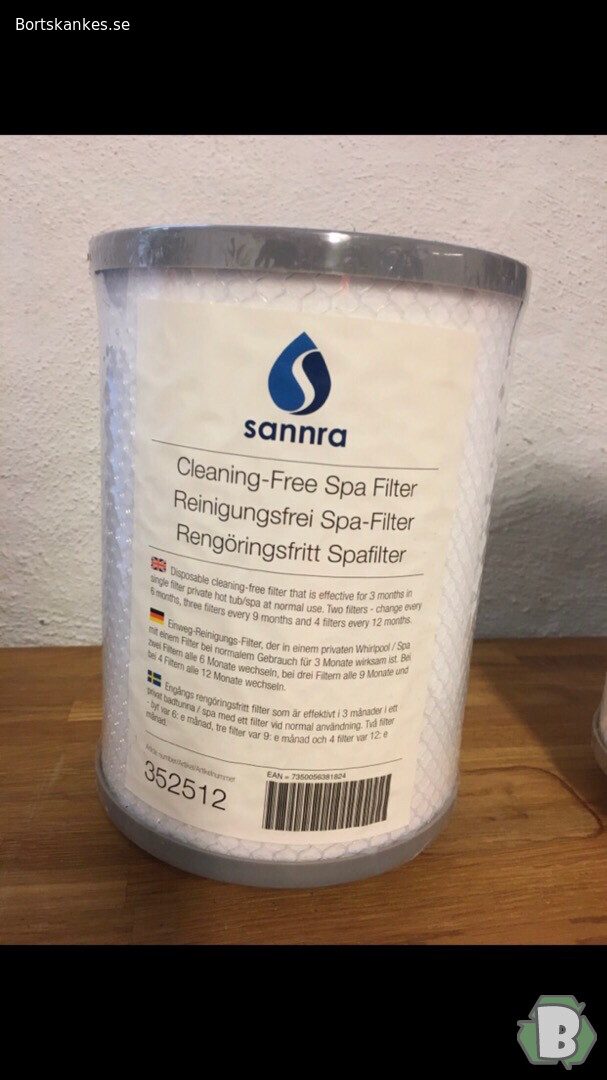 Bortskankes.se
sannra
Cleaning-Free Spa Filter
Reinigungsfrei Spa-Filter
Rengöringsfritt Spafilter
Disposable cleaning-free filter that is effective for 3 months in
single filter private hot tub/spa at normal use. Two filters - change every
6 months, three filters every 9 months and 4 filters every 12 months.
Einweg-Reinigungs-Filter, der in einem privaten Whirlpool / Spa
mit einem Filter bei normalem Gebrauch für 3 Monate wirksam ist. Bei
zwei Filtern alle 6 Monate wechseln, bei drei Filtern alle 9 Monate und
bei 4 Filtern alle 12 Monate wechseln.
Engångs rengöringsfritt filter som är effektivt i 3 månader i ett
privat badtunna / spa med ett filter vid normal användning. Två filter
- byt var 6: e månad, tre filter var 9: e månad och 4 filter var 12: e
månad.
Article number/Artikel/Artikelnummer
352512
EAN = 7350056381824
B